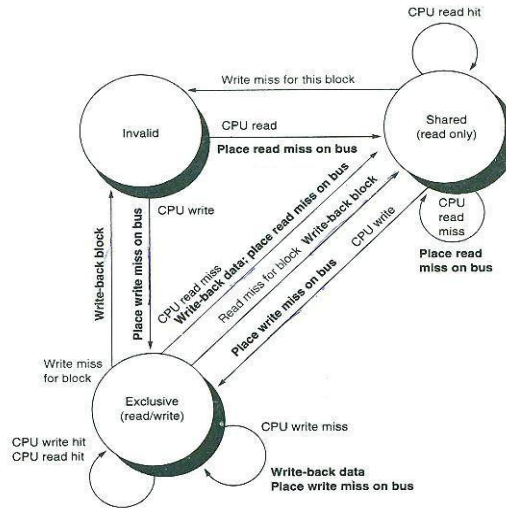 CPU read hit
Write miss for this block
Invalid
Shared
(read only)
CPU read
Place read miss on bus
CPU write
CPU
read
miss
Place read
miss on bus
Write-back block
Place write miss on bus
CPU read miss
Write-back data; place read miss on bus
Read miss for block
Write-back block
CPU write
Place write miss on bus
Write miss
for block
Exclusive
(read/write)
CPU write hit
CPU read hit
CPU write miss
Write-back data
Place write miss on bus